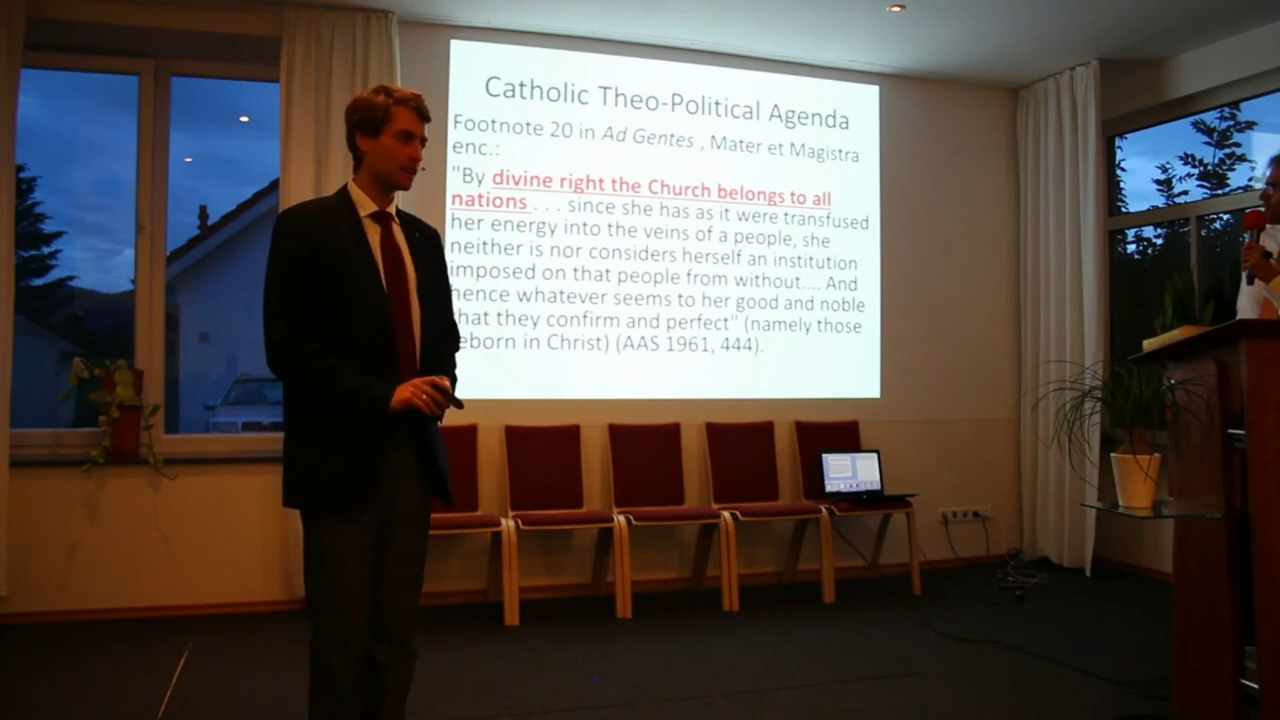 Catholic Theo-Political Agenda
Footnote 20 in Ad Gentes , Mater et Magistra
enc.:
"By divine right the Church belongs to all
nations . . . since she has as it were transfused
her energy into the veins of a people, she
neither is nor considers herself an institution
imposed on that people from without.... And
hence whatever seems to her good and noble
that they confirm and perfect" (namely those
eborn in Christ) (AAS 1961, 444).